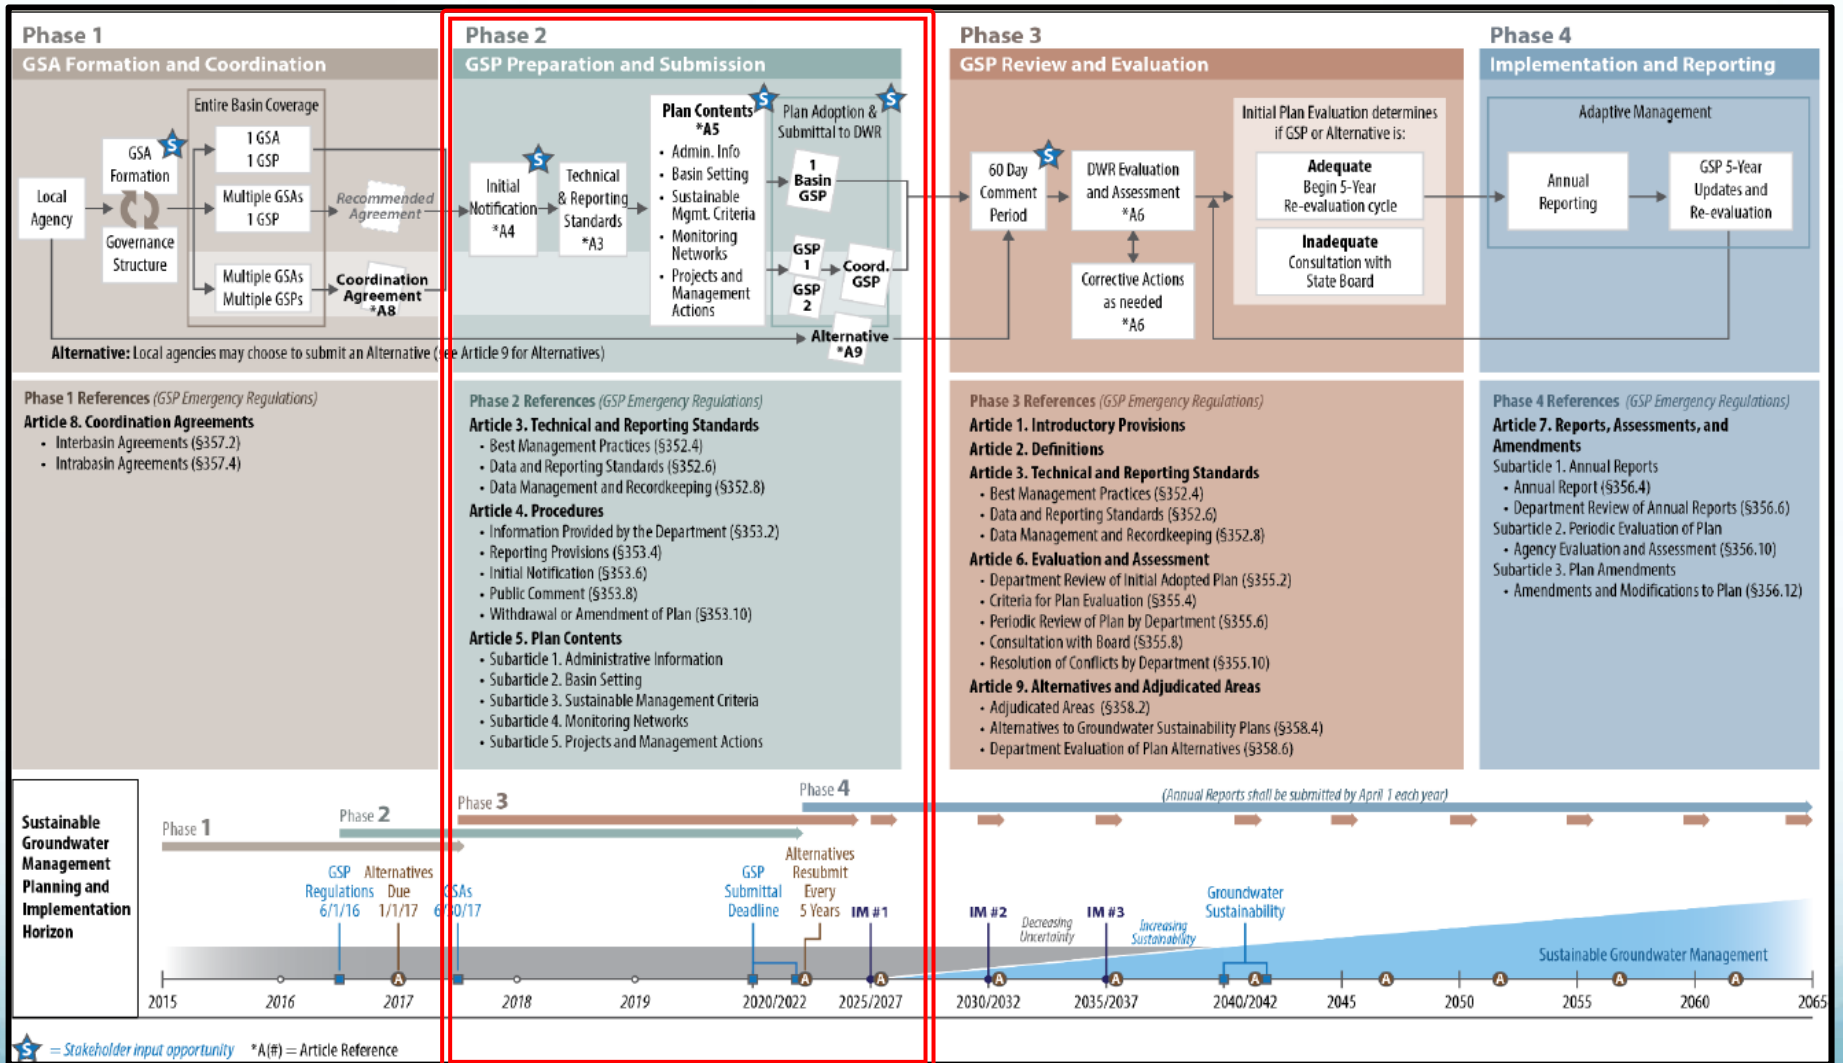 Phase 1
GSA Formation and Coordination
Entire Basin Coverage
Local
Agency
GSA
Formation
Governance
Structure
S
1 GSA
1 GSP
Multiple GSAs
1 GSP
Multiple GSAs
Multiple GSPs
Recommended
Agreement
Coordination
Agreement
*A8
Alternative: Local agencies may choose to submit an Alternative (see Article 9 for Alternatives)
Phase 2
GSP Preparation and Submission
S
Initial
Notification
*A4
Technical
& Reporting
Standards
*A3
S
Plan Contents
*A5
• Admin. Info
• Basin Setting
• Sustainable
Mgmt. Criteria
• Monitoring
Networks
• Projects and
Management
Actions
S
Plan Adoption &
Submittal to DWR
1
Basin
GSP
GSP
1
GSP
2
Coord.
GSP
Alternative
*A9
Phase 3
GSP Review and Evaluation
S
60 Day
Comment
Period
DWR Evaluation
and Assessment
*A6
Corrective Actions
as needed
*A6
Initial Plan Evaluation determines
if GSP or Alternative is:
Adequate
Begin 5-Year
Re-evaluation cycle
Inadequate
Consultation with
State Board
Phase 4
Implementation and Reporting
Adaptive Management
Annual
Reporting
GSP 5-Year
Updates and
Re-evaluation
Phase 1 References (GSP Emergency Regulations)
Article 8. Coordination Agreements
• Interbasin Agreements (§357.2)
• Intrabasin Agreements (§357.4)
Phase 2 References (GSP Emergency Regulations)
Article 3. Technical and Reporting Standards
• Best Management Practices (§352.4)
• Data and Reporting Standards (§352.6)
• Data Management and Recordkeeping (§352.8)
Article 4. Procedures
• Information Provided by the Department (§353.2)
• Reporting Provisions (§353.4)
• Initial Notification (§353.6)
• Public Comment (§353.8)
• Withdrawal or Amendment of Plan (§353.10)
Article 5. Plan Contents
• Subarticle 1. Administrative Information
• Subarticle 2. Basin Setting
• Subarticle 3. Sustainable Management Criteria
• Subarticle 4. Monitoring Networks
• Subarticle 5. Projects and Management Actions
Phase 3 References (GSP Emergency Regulations)
Article 1. Introductory Provisions
Article 2. Definitions
Article 3. Technical and Reporting Standards
• Best Management Practices (§352.4)
• Data and Reporting Standards (§352.6)
• Data Management and Recordkeeping (§352.8)
Article 6. Evaluation and Assessment
• Department Review of Initial Adopted Plan (§355.2)
• Criteria for Plan Evaluation (§355.4)
• Periodic Review of Plan by Department (§355.6)
• Consultation with Board (§355.8)
• Resolution of Conflicts by Department (§355.10)
Article 9. Alternatives and Adjudicated Areas
• Adjudicated Areas (§358.2)
• Alternatives to Groundwater Sustainability Plans (§358.4)
• Department Evaluation of Plan Alternatives (§358.6)
Phase 4 References (GSP Emergency Regulations)
Article 7. Reports, Assessments, and
Amendments
Subarticle 1. Annual Reports
• Annual Report (§356.4)
• Department Review of Annual Reports (§356.6)
Subarticle 2. Periodic Evaluation of Plan
• Agency Evaluation and Assessment (§356.10)
Subarticle 3. Plan Amendments
• Amendments and Modifications to Plan (§356.12)
Sustainable
Groundwater
Management
Planning and
Implementation
Horizon
Phase 1
Phase 2
Phase 3
Phase 4
(Annual Reports shall be submitted by April 1 each year)
GSP
Regulations
6/1/16
Alternatives
Due
1/1/17
GSAs
6/30/17
GSP
Submittal
Deadline
Alternatives
Resubmit
Every
5 Years
IM #1
IM #2
Decreasing
Uncertainty
IM #3
Increasing
Sustainability
Groundwater
Sustainability
Sustainable Groundwater Management
A A A A A A A A A A
2015 2016 2017 2018 2019 2020/2022 2025/2027 2030/2032 2035/2037 2040/2042 2045 2050 2055 2060 2065
S = Stakeholder input opportunity *A(#) = Article Reference